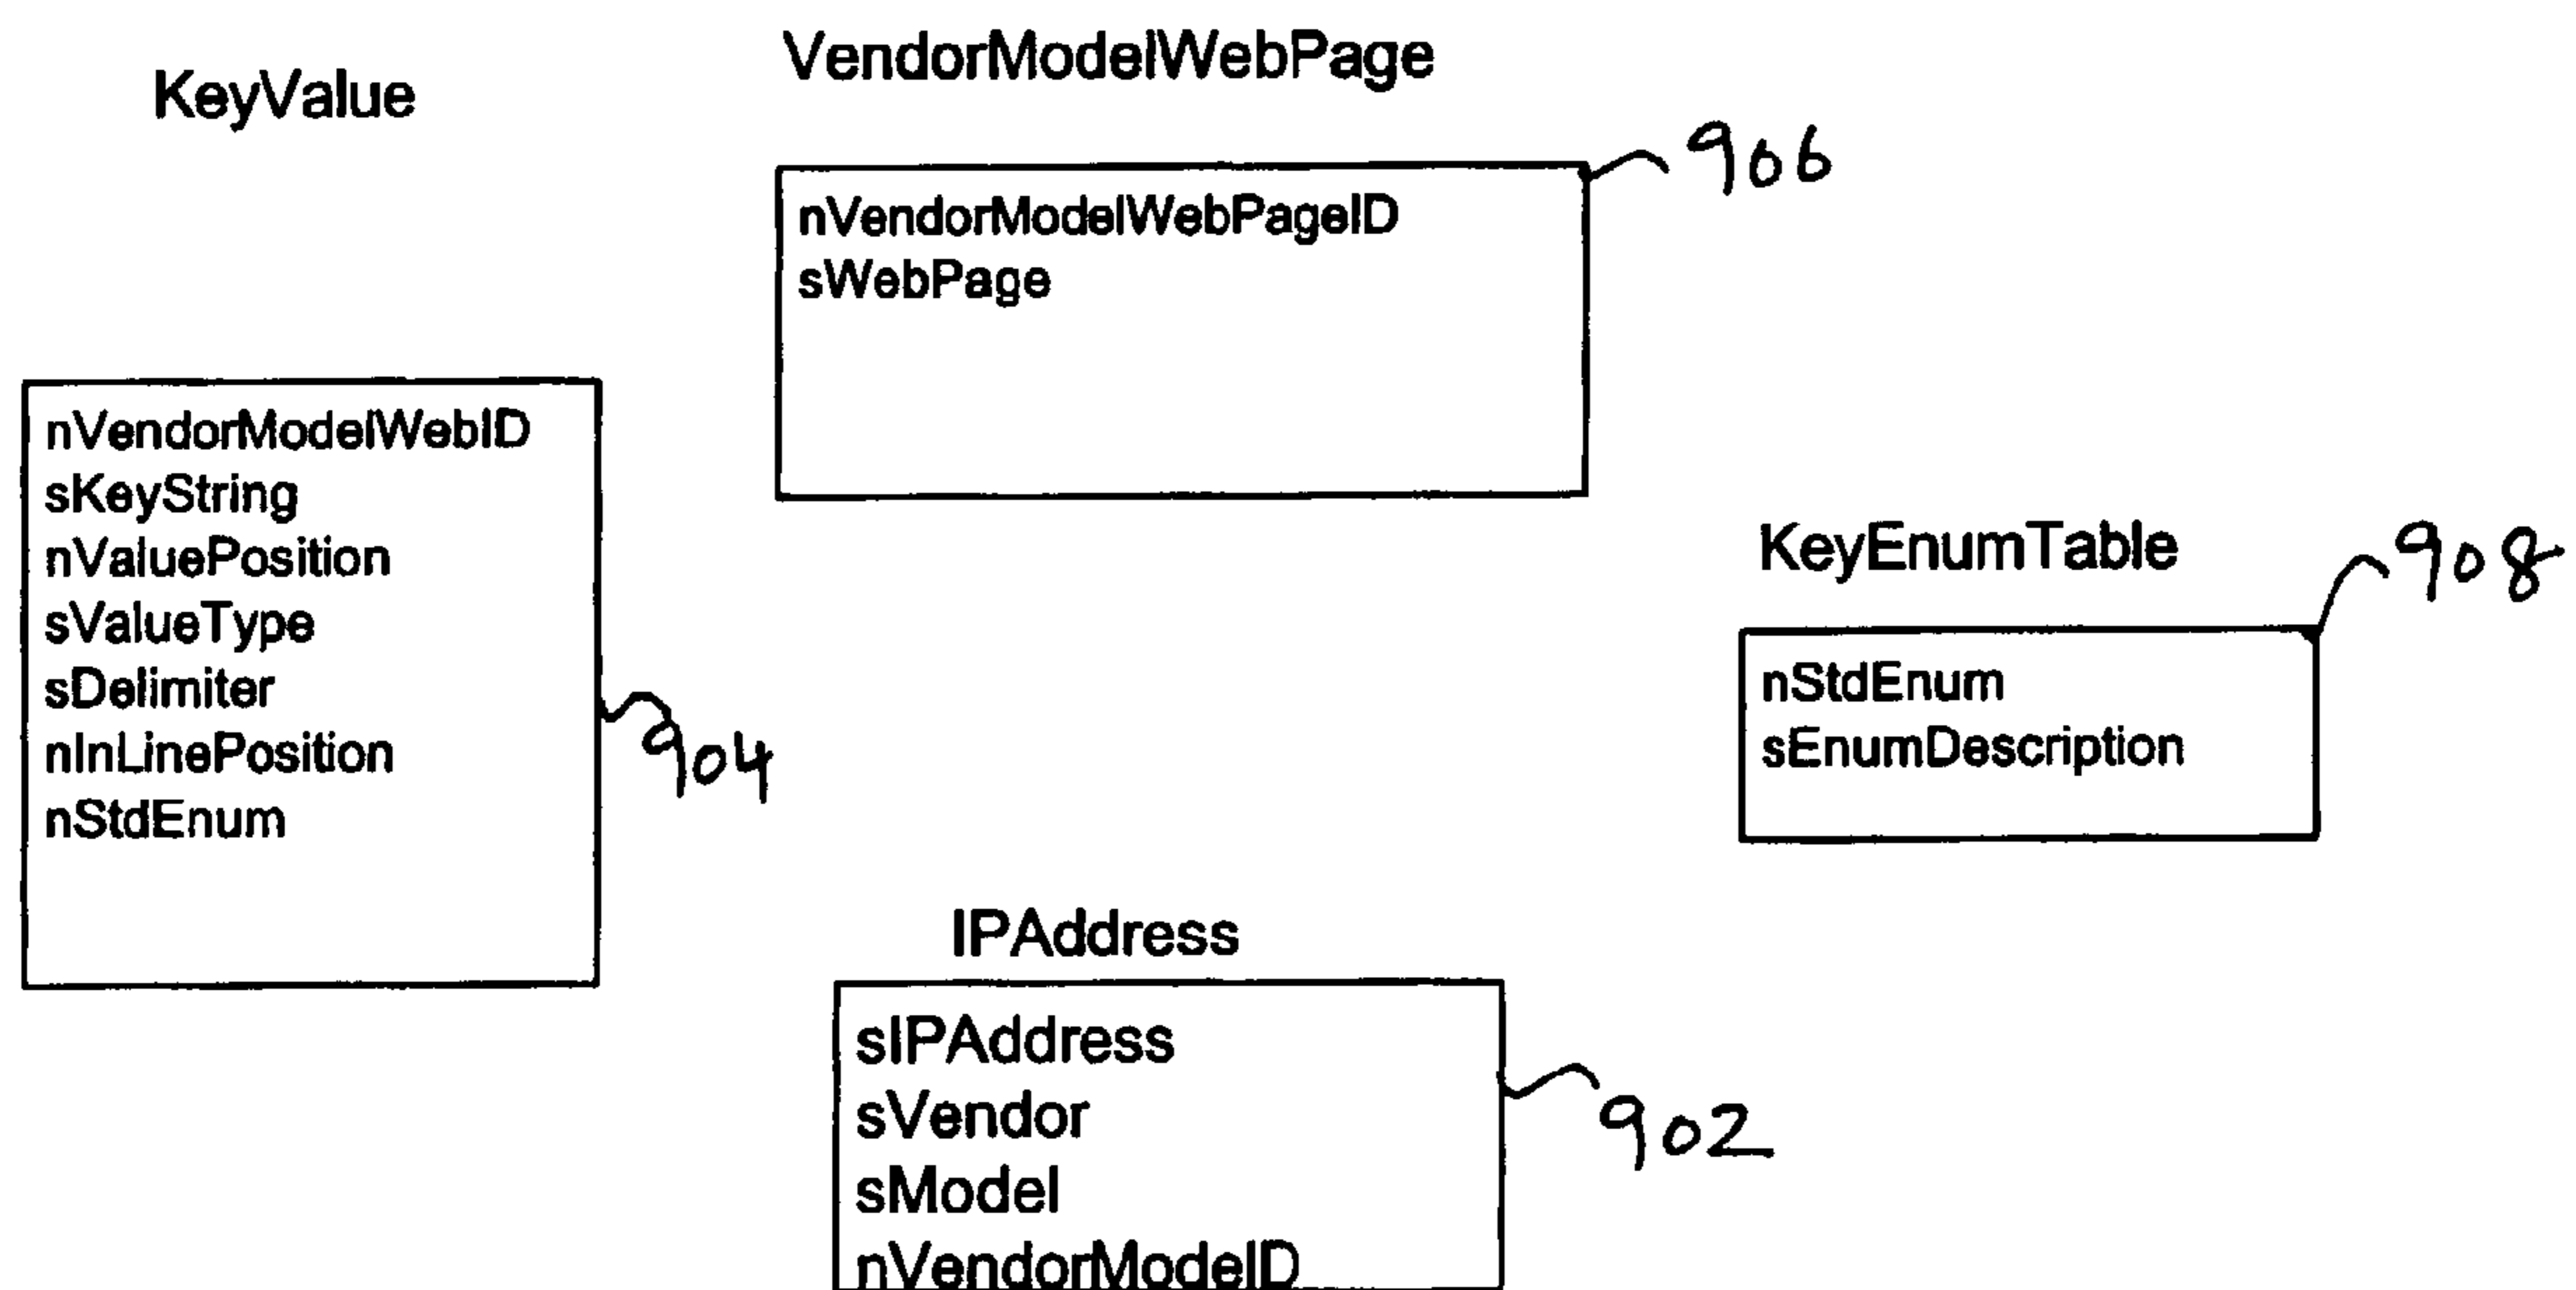 KeyValue
nVendorModelWebID
sKeyString
nValuePosition
sValueType
sDelimiter
nInLinePosition
nStdEnum
904
VendorModelWebPage
906
nVendorModelWebPageID
sWebPage
KeyEnumTable
908
nStdEnum
sEnumDescription
IPAddress
sIPAddress
sVendor
sModel
nVendorModelID
902